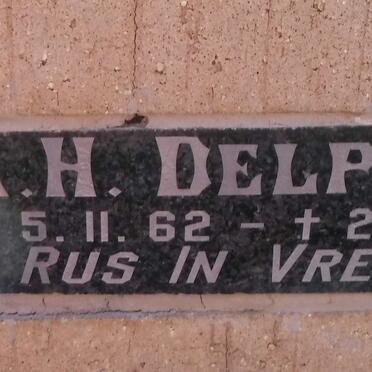 .H. DELP
5.11.62 - † 2
RUS IN VRE